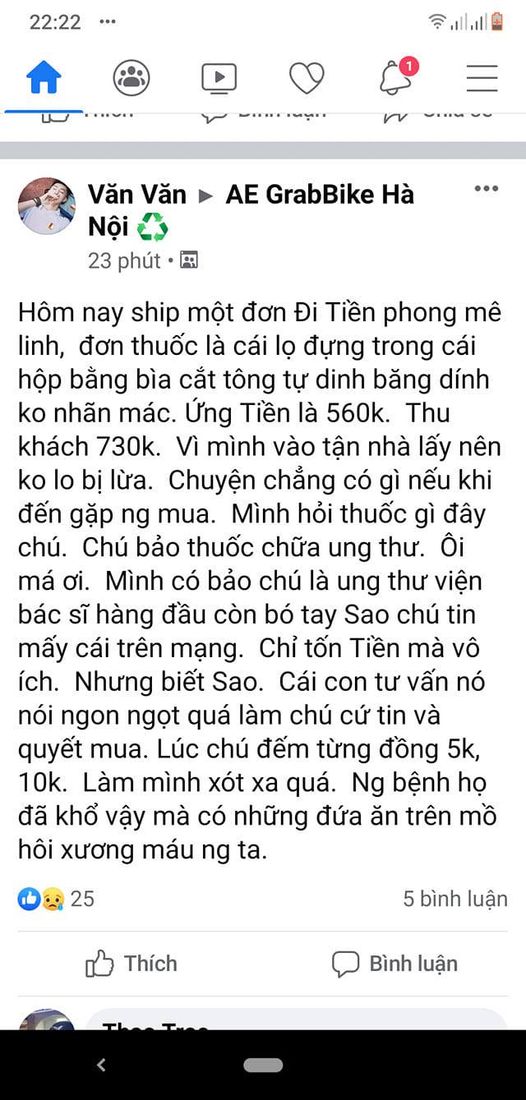 22:22
1
Văn Văn ▸ AE GrabBike Hà
Nội ♻️
23 phút •
Hôm nay ship một đơn Đi Tiền phong mê
linh,  đơn thuốc là cái lọ đựng trong cái
hộp bằng bìa cắt tông tự dinh băng dính
ko nhãn mác. Ứng Tiền là 560k.  Thu
khách 730k.  Vì mình vào tận nhà lấy nên
ko lo bị lừa.  Chuyện chẳng có gì nếu khi
đến gặp ng mua.  Mình hỏi thuốc gì đây
chú.  Chú bảo thuốc chữa ung thư.  Ôi
má ơi.  Mình có bảo chú là ung thư viện
bác sĩ hàng đầu còn bó tay Sao chú tin
mấy cái trên mạng.  Chỉ tốn Tiền mà vô
ích.  Nhưng biết Sao.  Cái con tư vấn nó
nói ngon ngọt quá làm chú cứ tin và
quyết mua. Lúc chú đếm từng đồng 5k,
10k.  Làm mình xót xa quá.  Ng bệnh họ
đã khổ vậy mà có những đứa ăn trên mồ
hôi xương máu ng ta.
25
5 bình luận
Thích
Bình luận